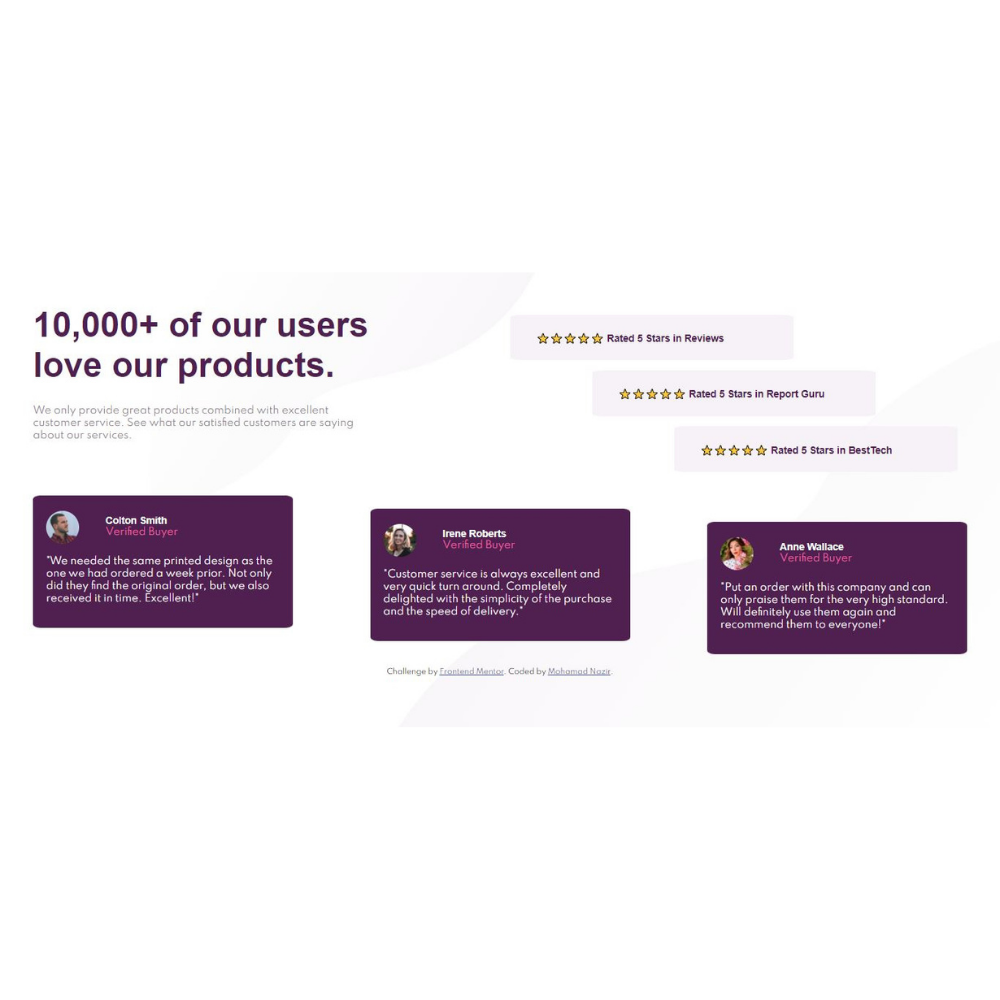 10,000+ of our users
love our products.
We only provide great products combined with excellent
customer service. See what our satisfied customers are saying
about our services.
Rated 5 Stars in Reviews
Rated 5 Stars in Report Guru
Rated 5 Stars in BestTech
Colton Smith
Verified Buyer
"We needed the same printed design as the
one we had ordered a week prior. Not only
did they find the original order, but we also
received it in time. Excellent!"
Irene Roberts
Verified Buyer
"Customer service is always excellent and
very quick turn around. Completely
delighted with the simplicity of the purchase
and the speed of delivery."
Anne Wallace
Verified Buyer
"Put an order with this company and can
only praise them for the very high standard.
Will definitely use them again and
recommend them to everyone!"
Challenge by Frontend Mentor. Coded by Mohamad Nazir.